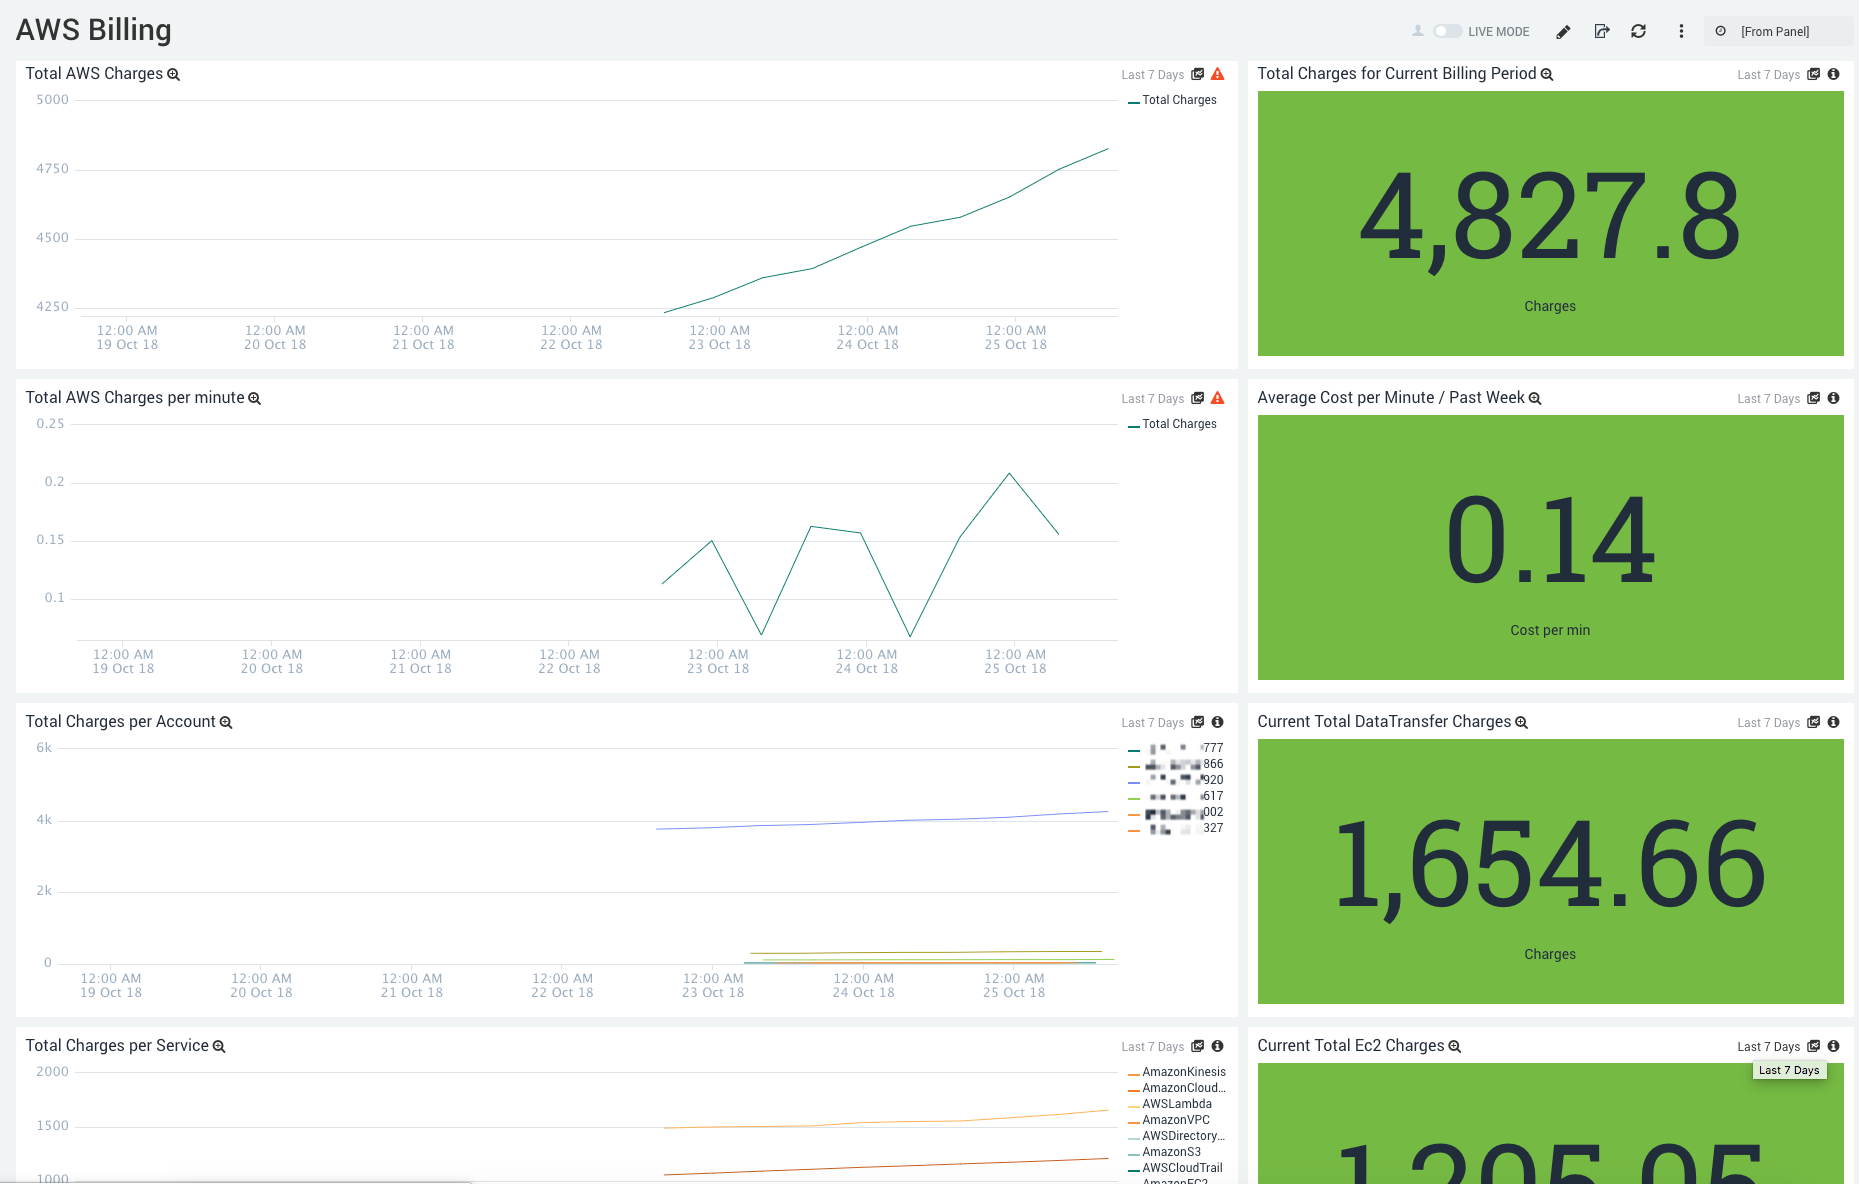 AWS Billing
LIVE MODE
[From Panel]
Total AWS Charges
Last 7 Days
5000
4750
4500
4250
12:00 AM 12:00 AM 12:00 AM 12:00 AM 12:00 AM 12:00 AM 12:00 AM
19 Oct 18 20 Oct 18 21 Oct 18 22 Oct 18 23 Oct 18 24 Oct 18 25 Oct 18
Total Charges
Total Charges for Current Billing Period
Last 7 Days
4,827.8
Charges
Total AWS Charges per minute
Last 7 Days
0.25
0.2
0.15
0.1
12:00 AM 12:00 AM 12:00 AM 12:00 AM 12:00 AM 12:00 AM 12:00 AM
19 Oct 18 20 Oct 18 21 Oct 18 22 Oct 18 23 Oct 18 24 Oct 18 25 Oct 18
Total Charges
Average Cost per Minute / Past Week
Last 7 Days
0.14
Cost per min
Total Charges per Account
Last 7 Days
6k
4k
2k
0
12:00 AM 12:00 AM 12:00 AM 12:00 AM 12:00 AM 12:00 AM 12:00 AM
19 Oct 18 20 Oct 18 21 Oct 18 22 Oct 18 23 Oct 18 24 Oct 18 25 Oct 18
777
866
920
617
002
327
Current Total DataTransfer Charges
Last 7 Days
1,654.66
Charges
Total Charges per Service
Last 7 Days
2000
1500
1000
AmazonKinesis
AmazonCloud...
AWSLambda
AmazonVPC
AWSDirectory...
AmazonS3
AWSCloudTrail
AmazonEC2
Current Total Ec2 Charges
Last 7 Days
Last 7 Days
1,205.05